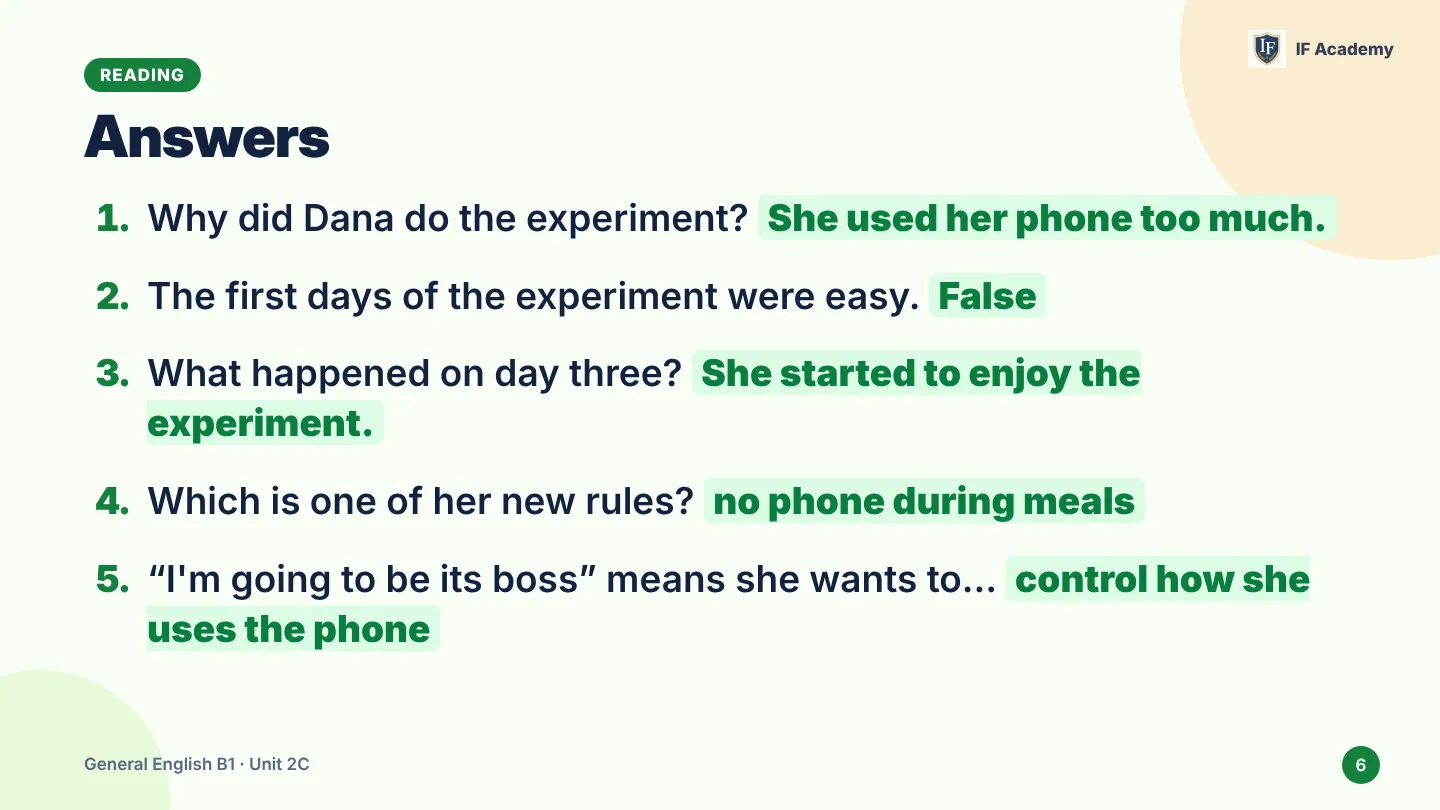 IF
IF Academy
READING
Answers
1. Why did Dana do the experiment? She used her phone too much.
2. The first days of the experiment were easy. False
3. What happened on day three? She started to enjoy the
experiment.
4. Which is one of her new rules? no phone during meals
5. “I'm going to be its boss” means she wants to… control how she
uses the phone
General English B1 · Unit 2C
6